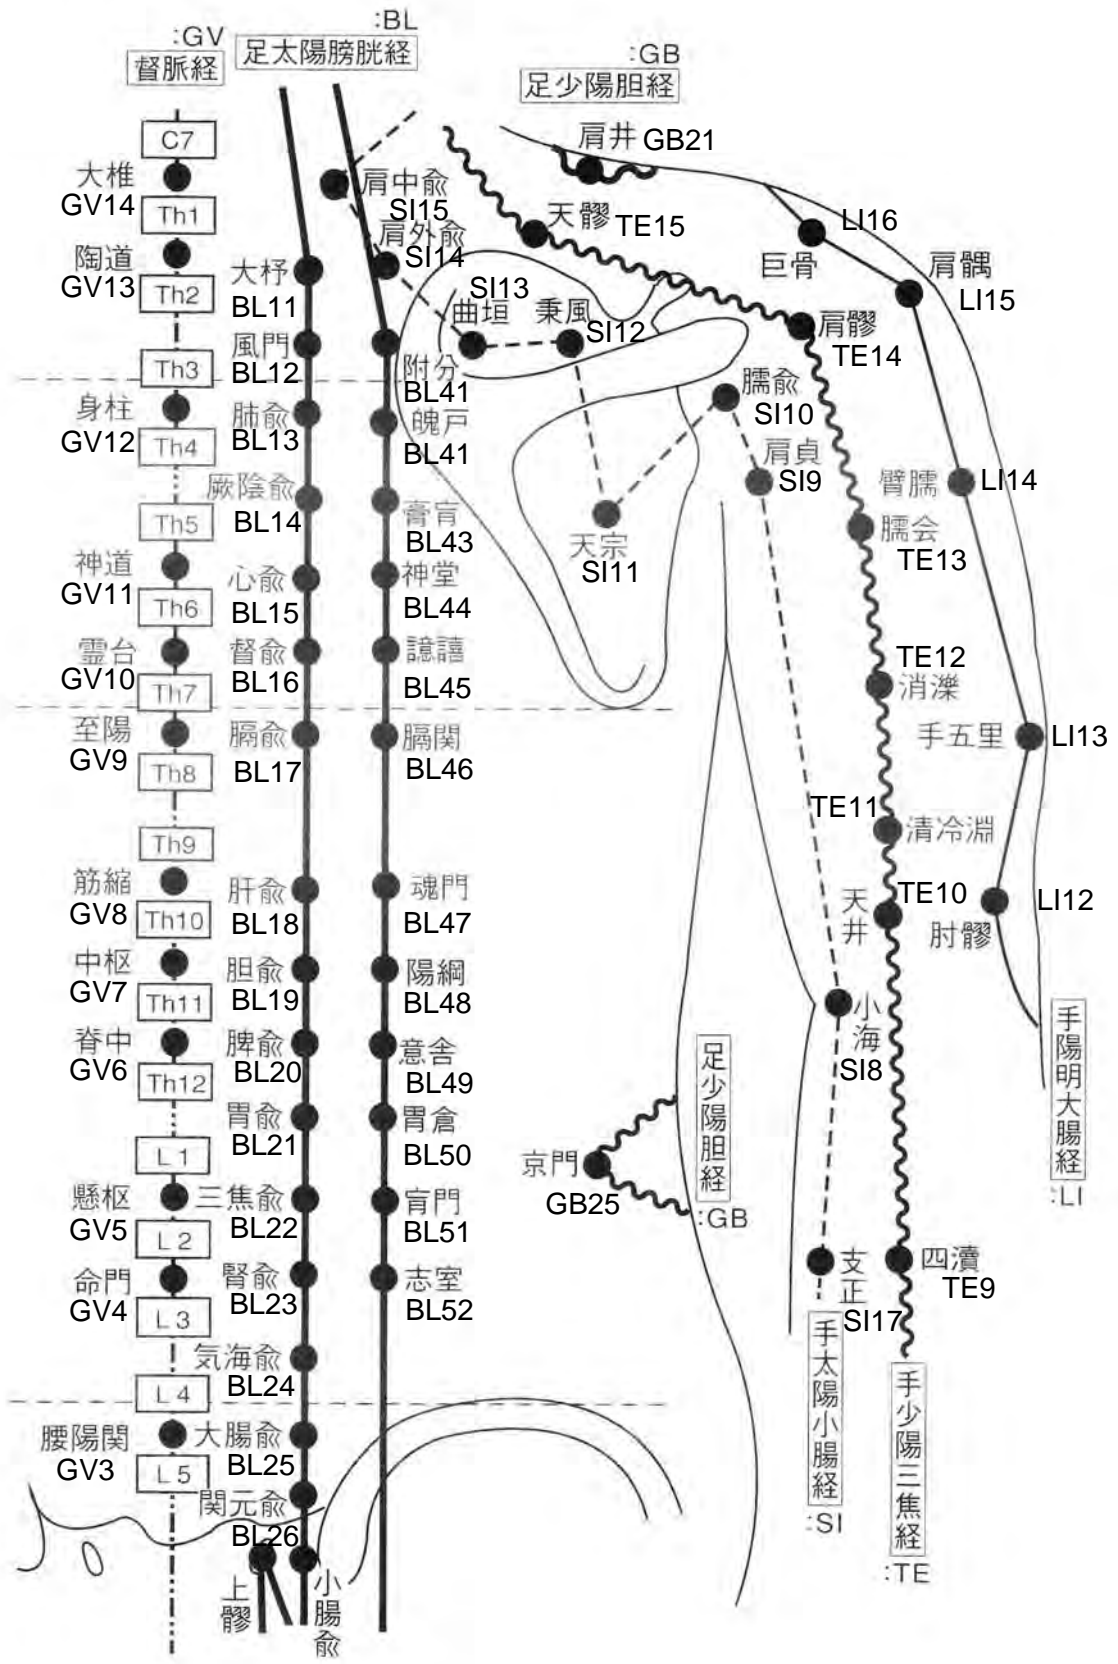 :GV
督脈経
:BL
足太陽膀胱経
:GB
足少陽胆経
C7
大椎
GV14
Th1
陶道
GV13
Th2
Th3
身柱
GV12
Th4
Th5
神道
GV11
Th6
霊台
GV10
Th7
至陽
GV9
Th8
Th9
筋縮
GV8
Th10
中枢
GV7
Th11
脊中
GV6
Th12
L1
懸枢
GV5
L2
命門
GV4
L3
L4
腰陽関
GV3
L5
大杼
BL11
風門
BL12
肺兪
BL13
厥陰兪
BL14
心兪
BL15
督兪
BL16
膈兪
BL17
肝兪
BL18
胆兪
BL19
脾兪
BL20
胃兪
BL21
三焦兪
BL22
腎兪
BL23
気海兪
BL24
大腸兪
BL25
関元兪
BL26
上髎
小腸兪
附分
BL41
魄戸
BL41
膏肓
BL43
神堂
BL44
譩譆
BL45
膈関
BL46
魂門
BL47
陽綱
BL48
意舎
BL49
胃倉
BL50
肓門
BL51
志室
BL52
肩中兪
SI15
肩外兪
SI14
SI13
曲垣
秉風
SI12
天宗
SI11
臑兪
SI10
肩貞
SI9
小海
SI8
支正
SI17
手太陽小腸経
:SI
肩井 GB21
京門
GB25
足少陽胆経
:GB
天髎 TE15
肩髎
TE14
臑会
TE13
TE12
消濼
TE11
清冷淵
TE10
天井
四瀆
TE9
手少陽三焦経
:TE
LI16
巨骨
肩髃
LI15
臂臑 LI14
手五里 LI13
LI12
肘髎
手陽明大腸経
:LI